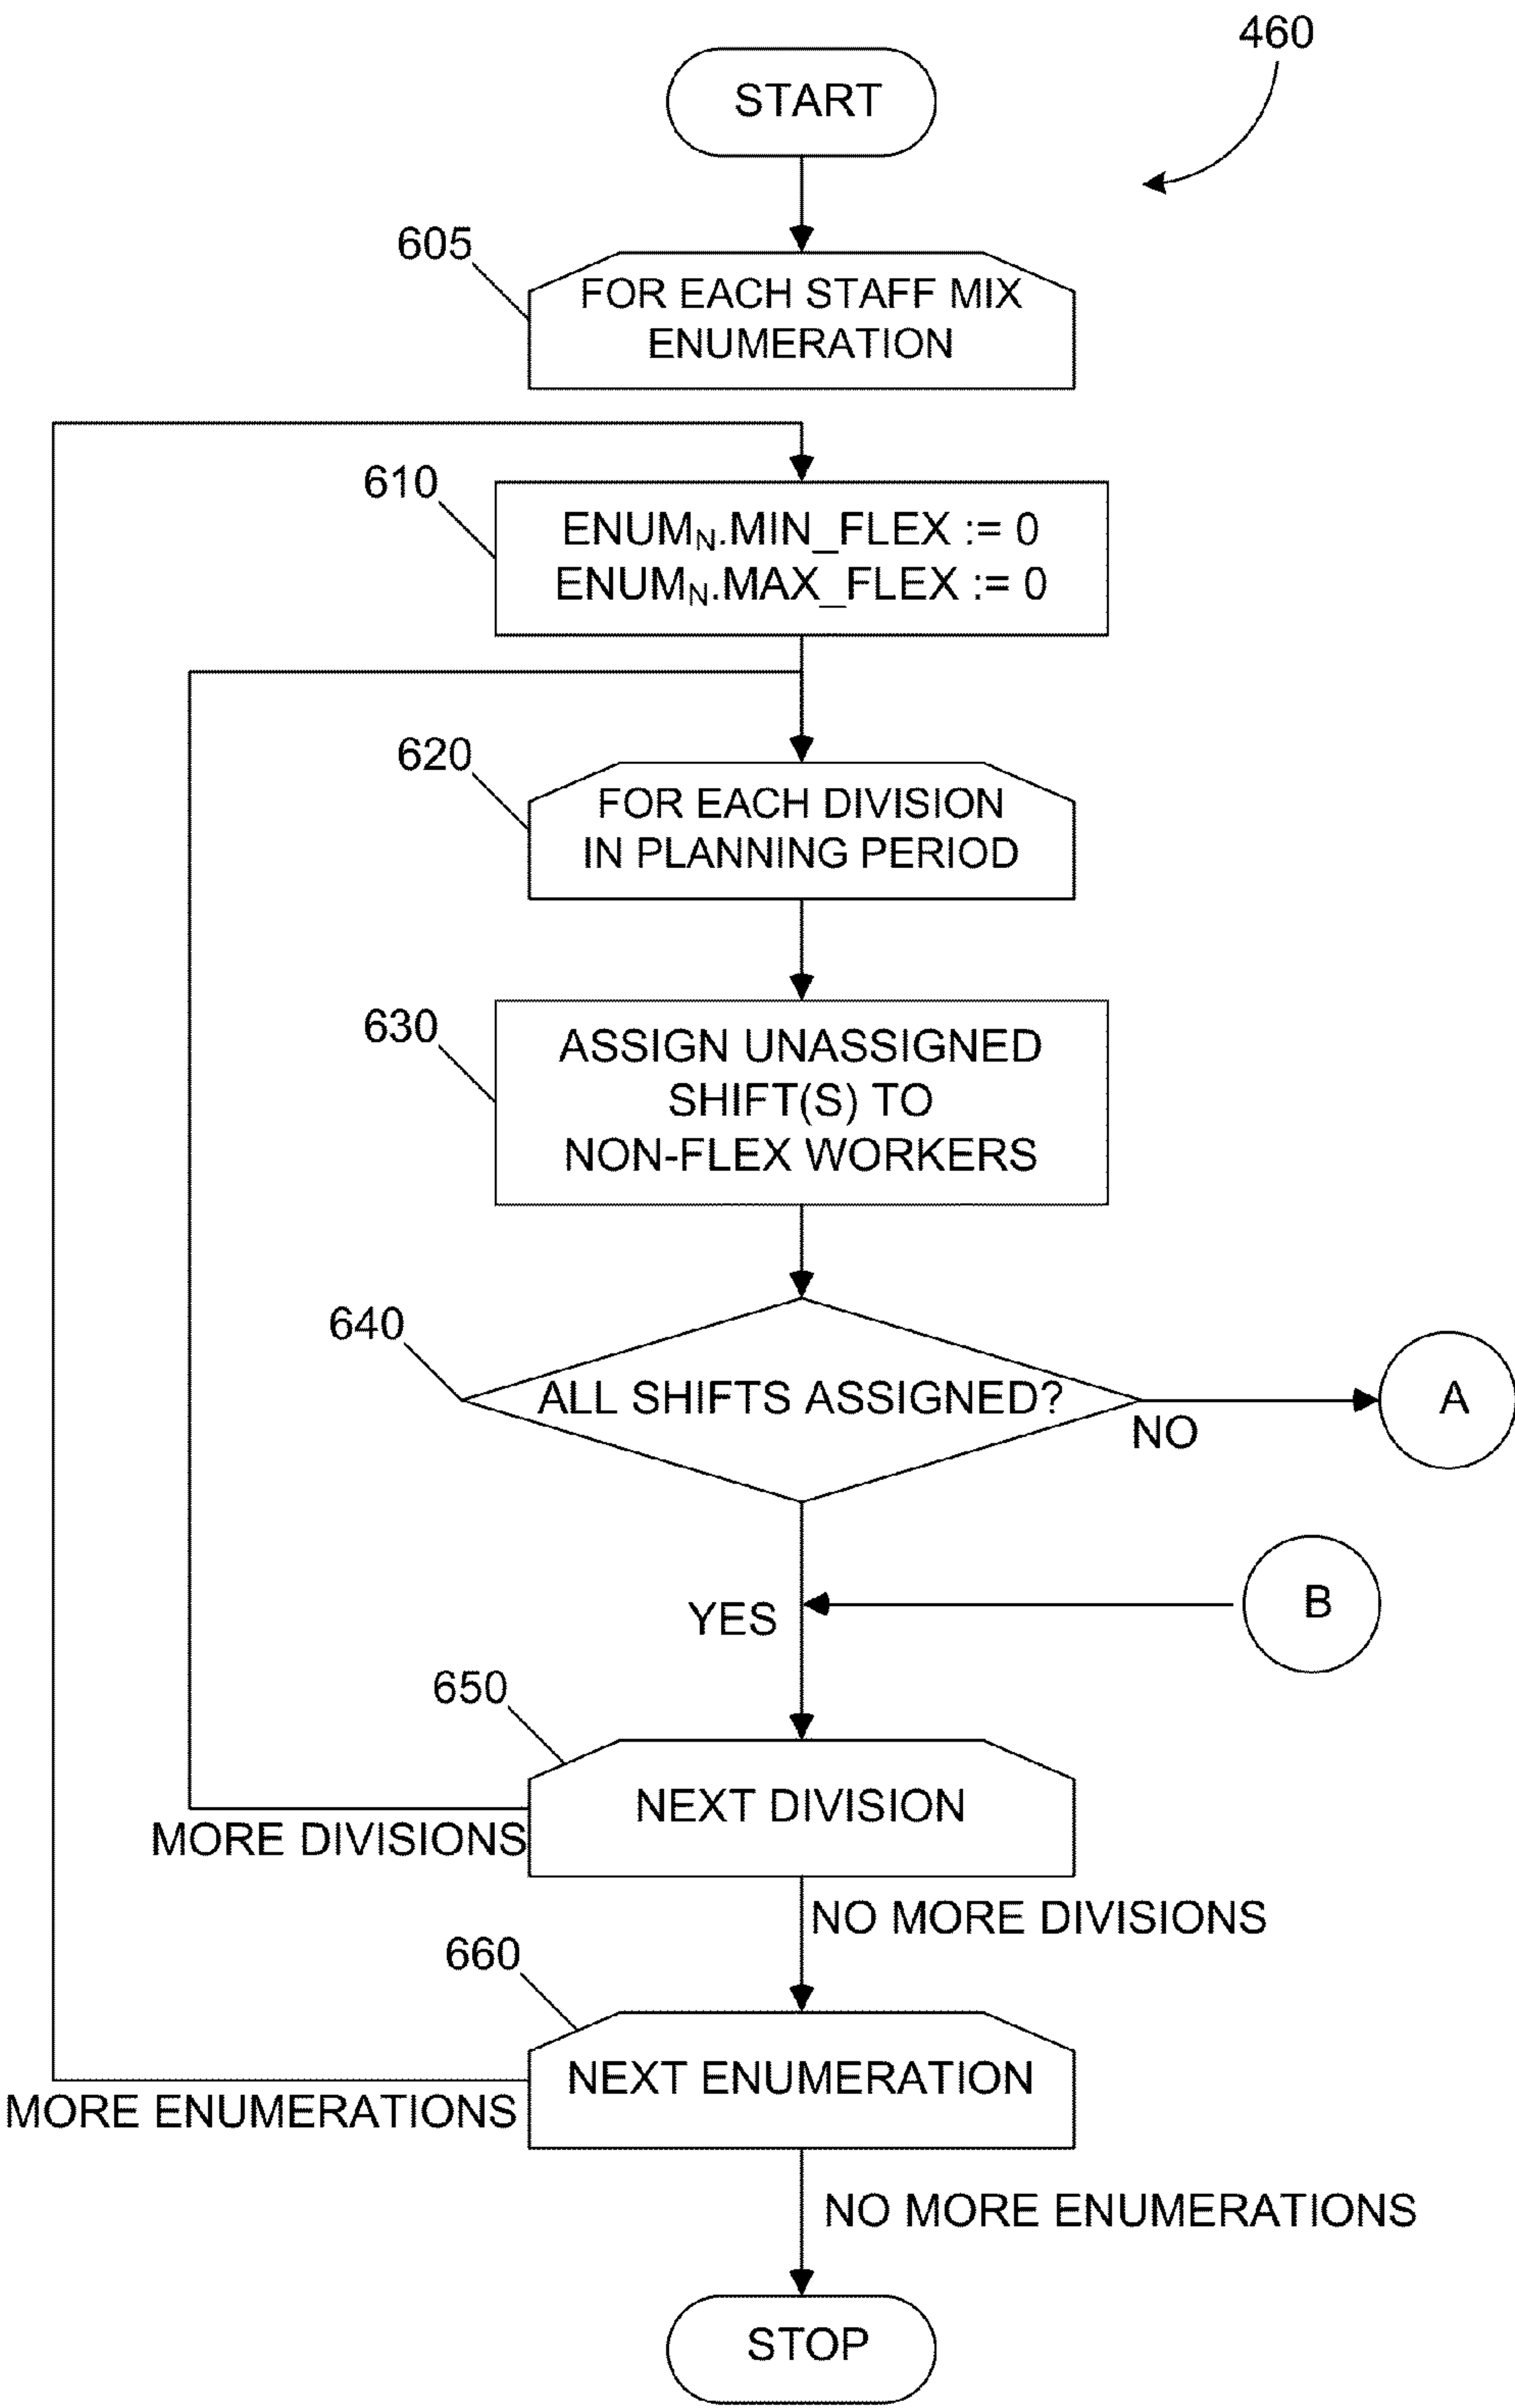 460
START
605
FOR EACH STAFF MIX
ENUMERATION
610
ENUMN.MIN_FLEX := 0
ENUMN.MAX_FLEX := 0
620
FOR EACH DIVISION
IN PLANNING PERIOD
630
ASSIGN UNASSIGNED
SHIFT(S) TO
NON-FLEX WORKERS
640
ALL SHIFTS ASSIGNED?
NO
A
YES
B
650
NEXT DIVISION
MORE DIVISIONS
NO MORE DIVISIONS
660
NEXT ENUMERATION
MORE ENUMERATIONS
NO MORE ENUMERATIONS
STOP